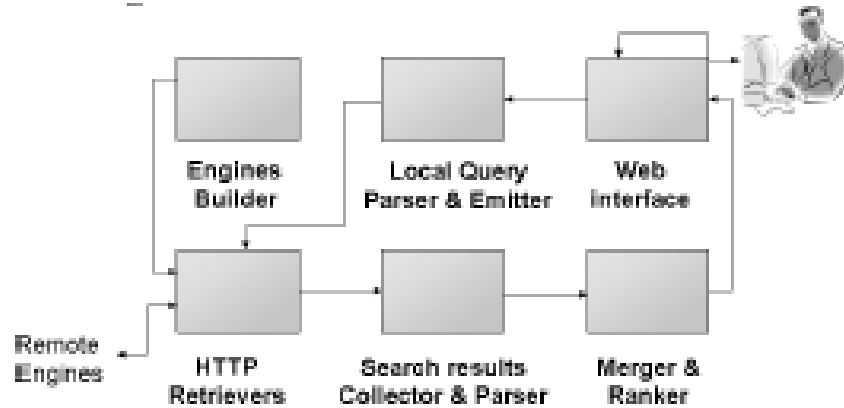 Engines
Builder
Local Query
Parser & Emitter
Web
Interface
Remote
Engines
HTTP
Retrievers
Search results
Collector & Parser
Merger &
Ranker